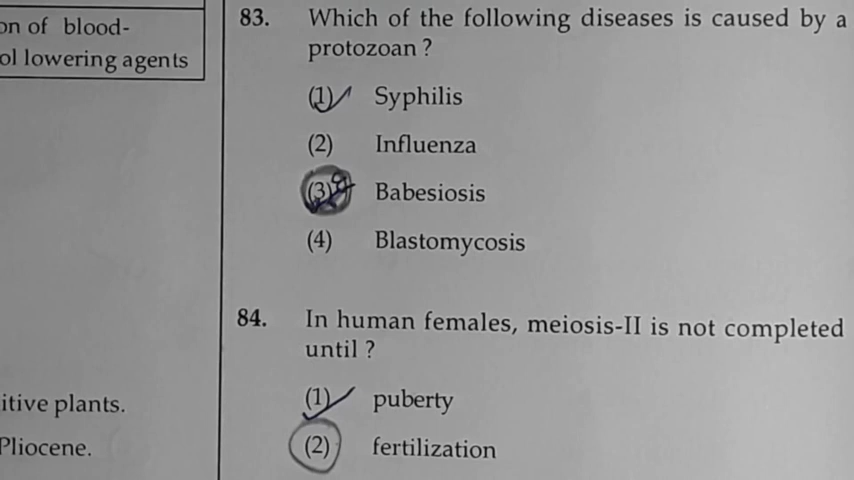 on of blood-
ol lowering agents
itive plants.
Pliocene.
83. Which of the following diseases is caused by a
protozoan ?
(1) Syphilis
(2) Influenza
(3) Babesiosis
(4) Blastomycosis
84. In human females, meiosis-II is not completed
until ?
(1) puberty
(2) fertilization